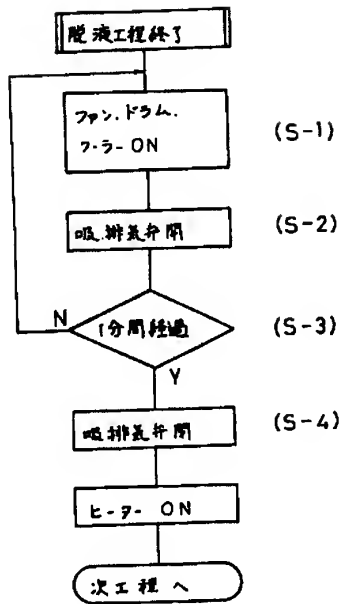 脱液工程終了
ファン.ドラム.
クーラー ON
(S-1)
吸.排気弁開
(S-2)
N
1分間経過
(S-3)
Y
吸排気弁閉
(S-4)
ヒーター ON
次工程へ